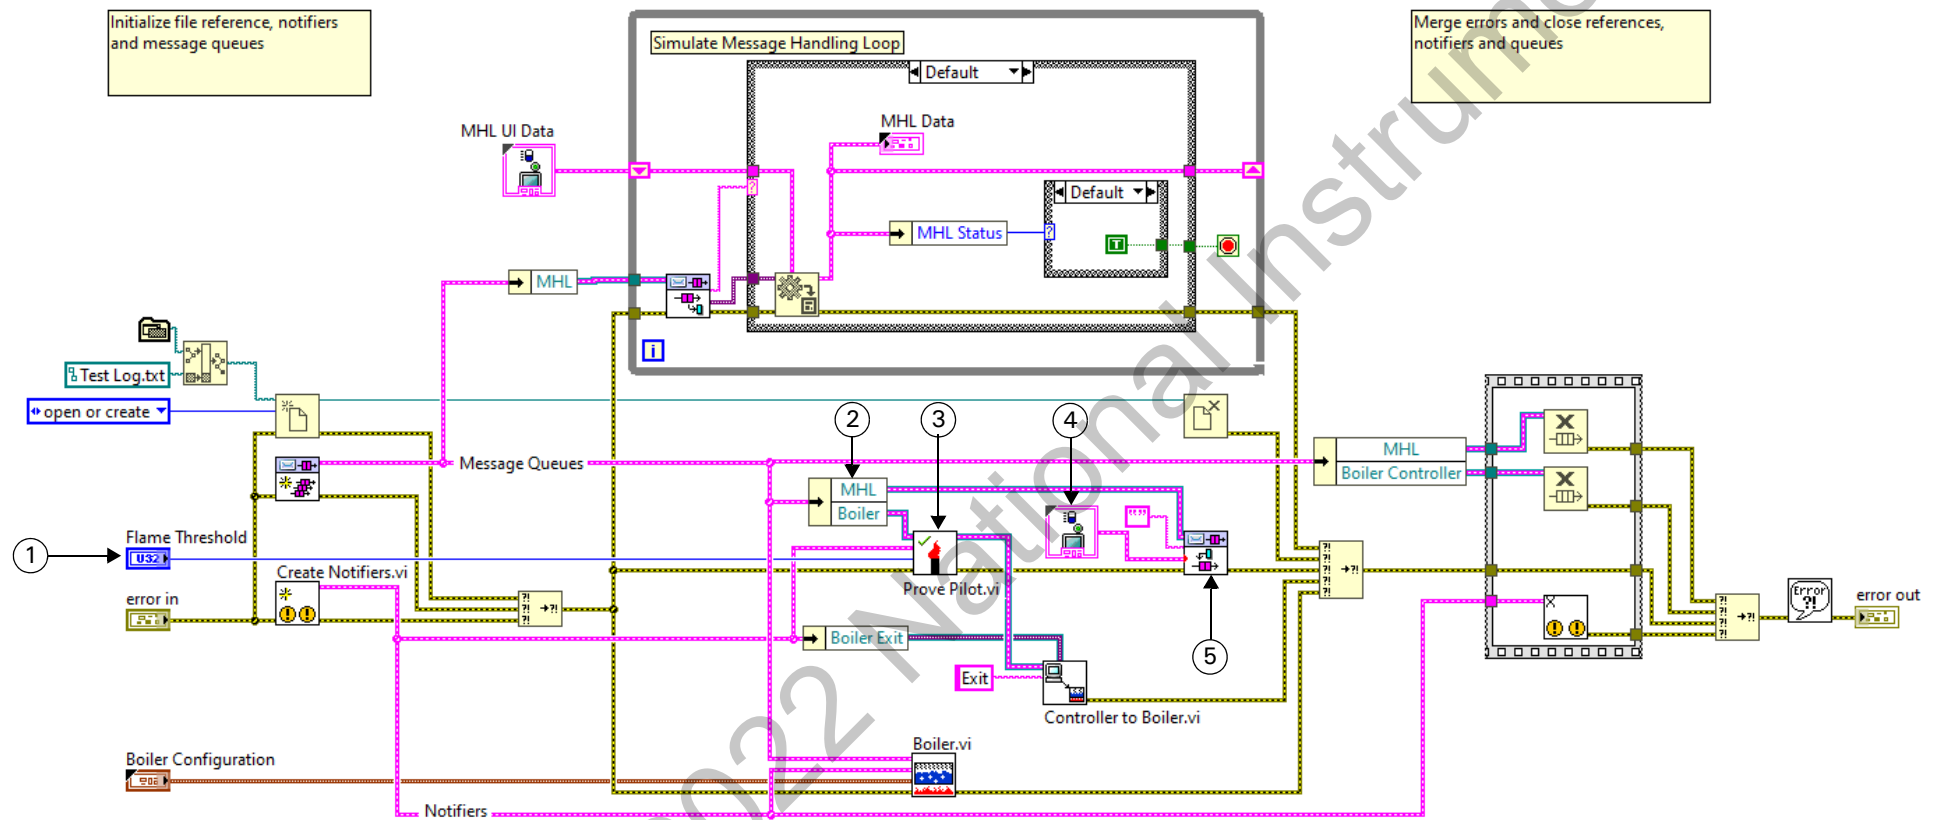 Initialize file reference, notifiers
and message queues
Simulate Message Handling Loop
Merge errors and close references,
notifiers and queues
Default
MHL UI Data
MHL Data
Default
MHL Status
T
MHL
i
Test Log.txt
open or create
2
3
4
Message Queues
MHL
Boiler Controller
MHL
Boiler
" "
1
Flame Threshold
U32
Prove Pilot.vi
Create Notifiers.vi
error in
Error
?!
error out
Boiler Exit
5
Exit
Controller to Boiler.vi
Boiler.vi
Boiler Configuration
Notifiers
2022 National Instrume